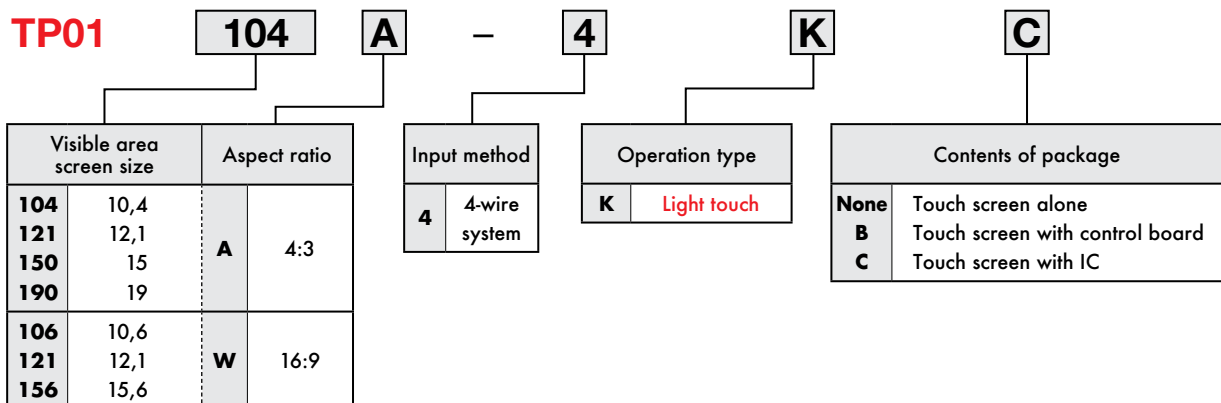 TP01 104 A – 4 K C
Visible area
screen size
Aspect ratio
104 10,4
121 12,1
150 15
190 19
A 4:3
106 10,6
121 12,1
156 15,6
W 16:9
Input method
4 4-wire
system
Operation type
K Light touch
Contents of package
None Touch screen alone
B Touch screen with control board
C Touch screen with IC